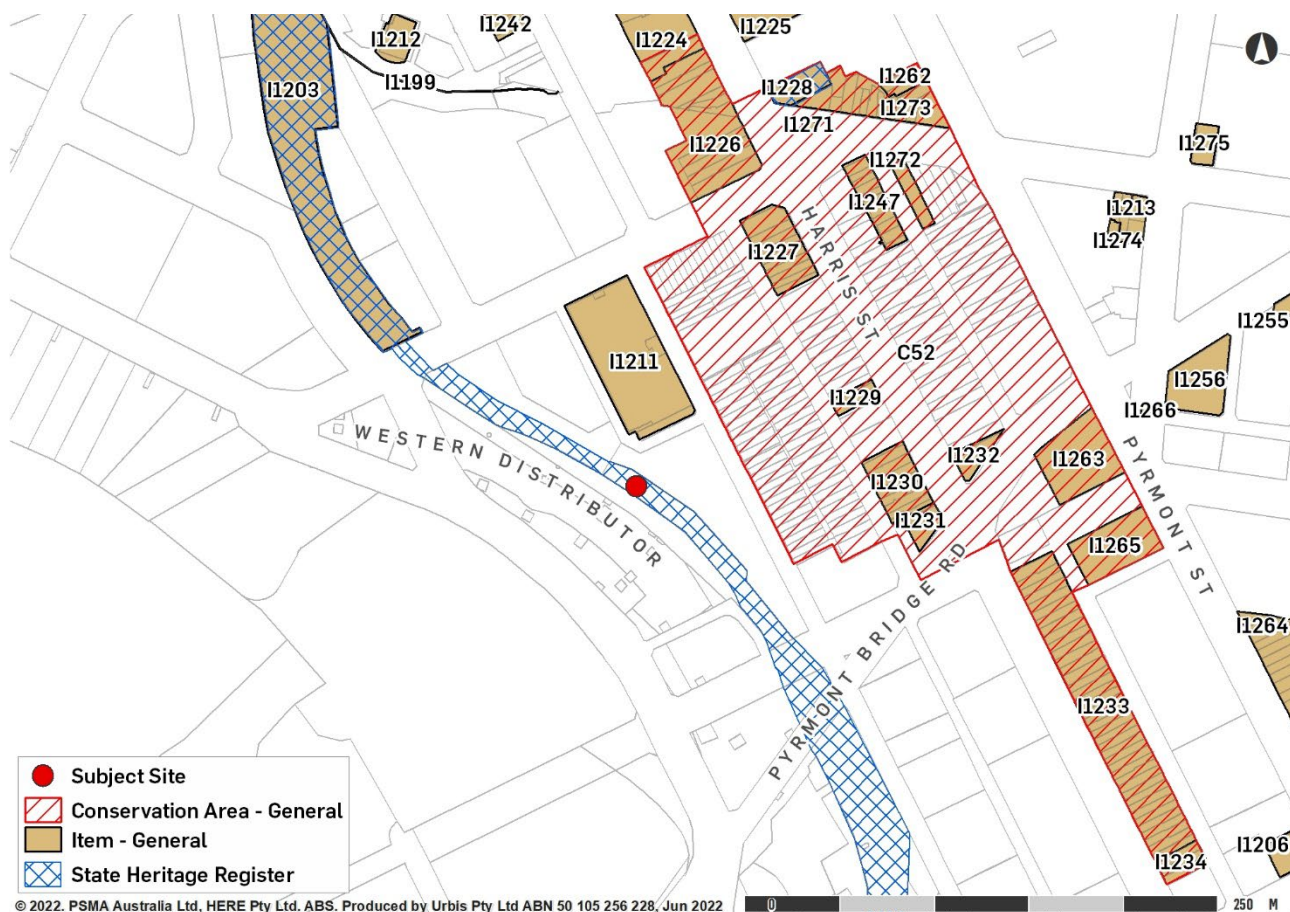 I1242
I1225
I1212
I1224
I1199
I1203
I1228
I1262
I1273
I1271
I1226
I1272
I1275
I1247
I1213
I1274
I1227
HARRIS ST
I1255
I1211
C52
I1256
I1229
I1266
WESTERN DISTRIBUTOR
I1232
I1263
PYRMONT ST
I1230
I1231
I1265
PYRMONT BRIDGE RD
I1264
I1233
Subject Site
Conservation Area - General
Item - General
State Heritage Register
I1206
I1234
© 2022. PSMA Australia Ltd, HERE Pty Ltd. ABS. Produced by Urbis Pty Ltd ABN 50 105 256 228, Jun 2022
0 250 M